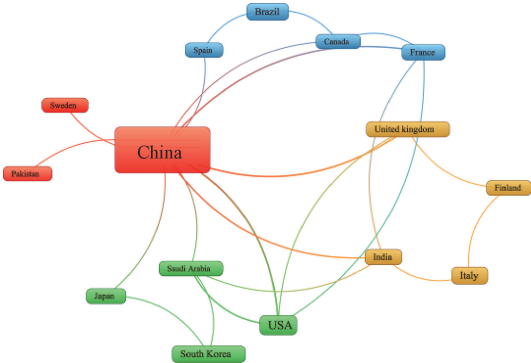 Brazil
Canada
Spain
France
Sweden
United kingdom
China
Pakistan
Finland
India
Saudi Arabia
Italy
Japan
USA
South Korea